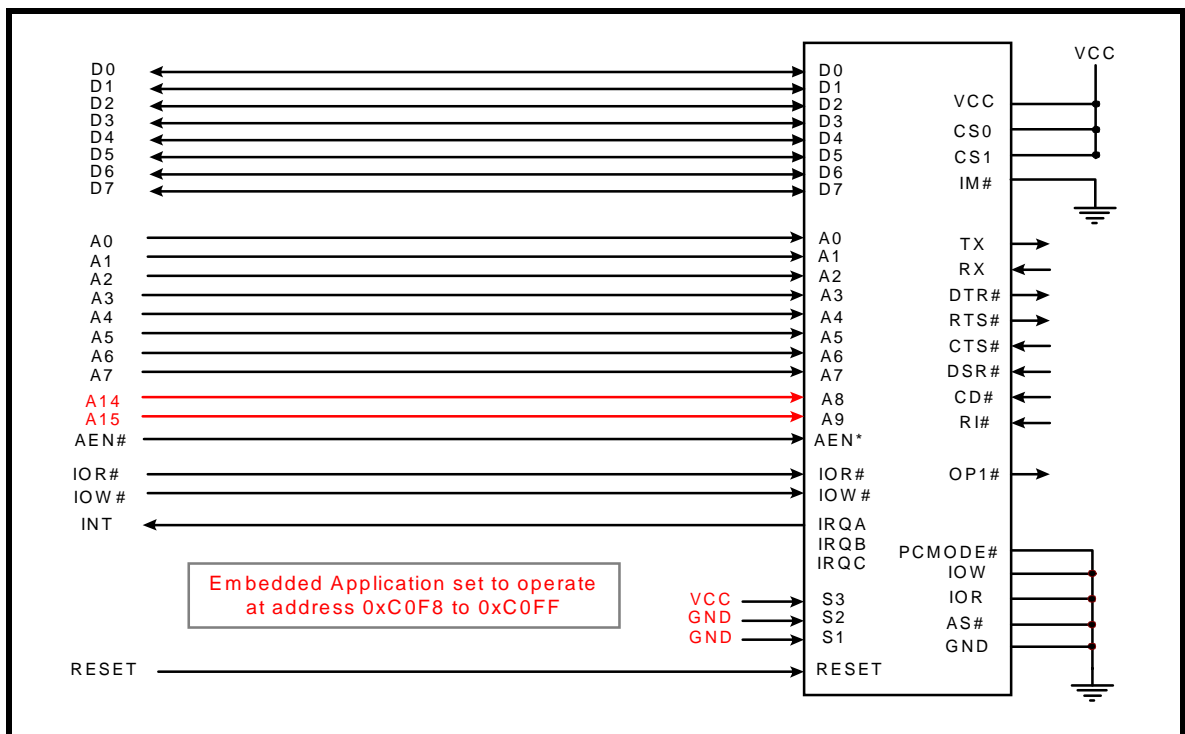 D0
D1
D2
D3
D4
D5
D6
D7
A0
A1
A2
A3
A4
A5
A6
A7
A14
A15
AEN#
IOR#
IOW#
INT
Embedded Application set to operate
at address 0xC0F8 to 0xC0FF
VCC
GND
GND
RESET
D0
D1
D2
D3
D4
D5
D6
D7
A0
A1
A2
A3
A4
A5
A6
A7
A8
A9
AEN*
IOR#
IOW#
IRQA
IRQB
IRQC
S3
S2
S1
RESET
VCC
VCC
CS0
CS1
IM#
TX
RX
DTR#
RTS#
CTS#
DSR#
CD#
RI#
OP1#
PCMODE#
IOW
IOR
AS#
GND